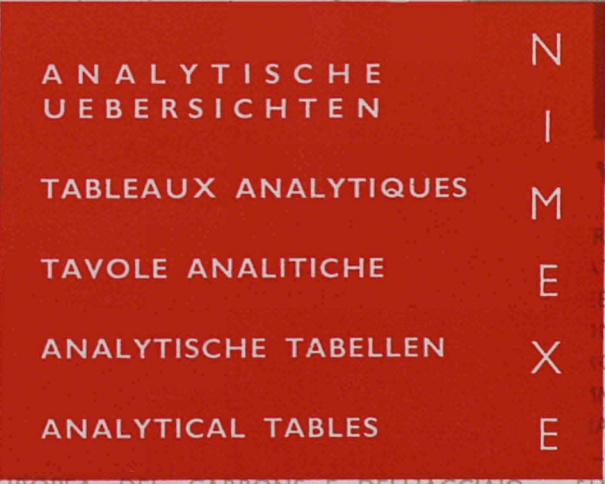 ANALYTISCHE
UEBERSICHTEN
TABLEAUX ANALYTIQUES
TAVOLE ANALITICHE
ANALYTISCHE TABELLEN
ANALYTICAL TABLES
NIMEXE